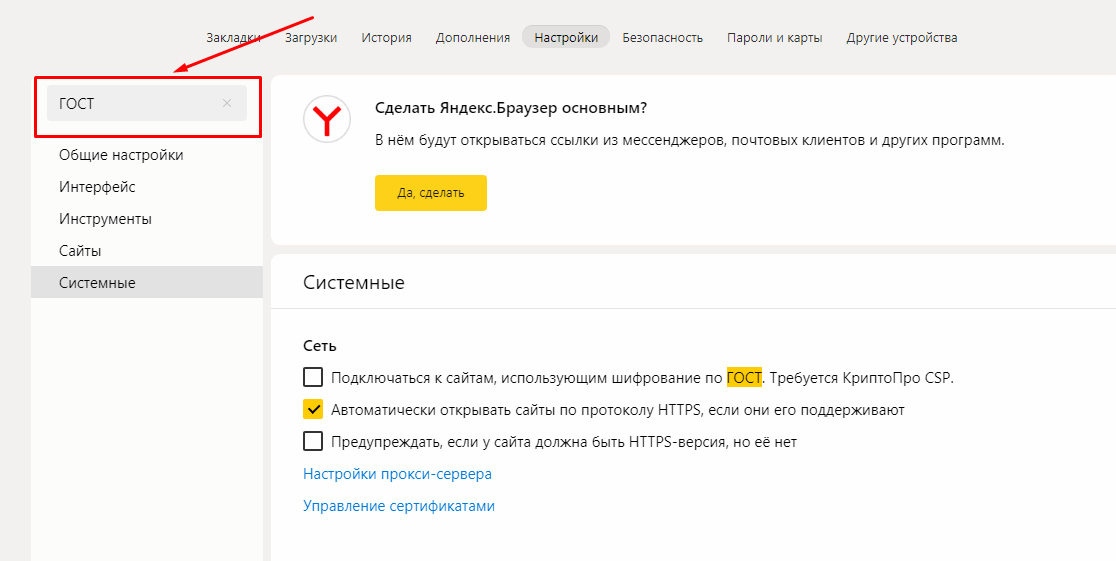 Закладки Загрузки История Дополнения Настройки Безопасность Пароли и карты Другие устройства
ГОСТ
Общие настройки
Интерфейс
Инструменты
Сайты
Системные
Сделать Яндекс.Браузер основным?
В нём будут открываться ссылки из мессенджеров, почтовых клиентов и других программ.
Да, сделать
Системные
Сеть
Подключаться к сайтам, использующим шифрование по ГОСТ. Требуется КриптоПро CSP.
Автоматически открывать сайты по протоколу HTTPS, если они его поддерживают
Предупреждать, если у сайта должна быть HTTPS-версия, но её нет
Настройки прокси-сервера
Управление сертификатами